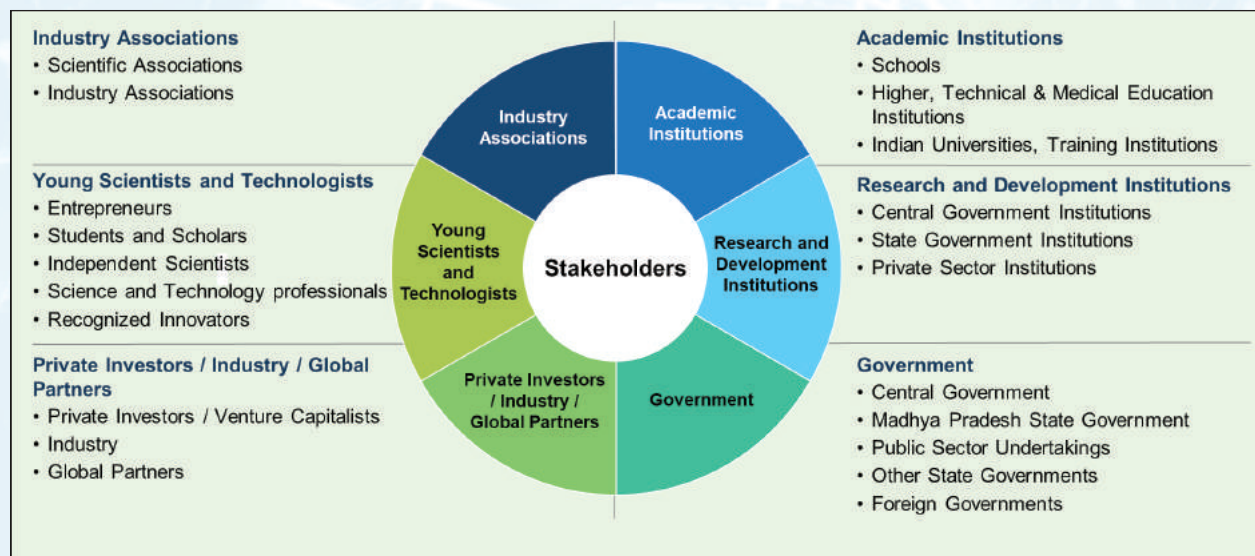 Industry Associations
• Scientific Associations
• Industry Associations
Young Scientists and Technologists
• Entrepreneurs
• Students and Scholars
• Independent Scientists
• Science and Technology professionals
• Recognized Innovators
Private Investors / Industry / Global
Partners
• Private Investors / Venture Capitalists
• Industry
• Global Partners
Industry
Associations
Academic
Institutions
Young
Scientists
and
Technologists
Stakeholders
Research and
Development
Institutions
Private Investors
/ Industry /
Global Partners
Government
Academic Institutions
• Schools
• Higher, Technical & Medical Education
Institutions
• Indian Universities, Training Institutions
Research and Development Institutions
• Central Government Institutions
• State Government Institutions
• Private Sector Institutions
Government
• Central Government
• Madhya Pradesh State Government
• Public Sector Undertakings
• Other State Governments
• Foreign Governments